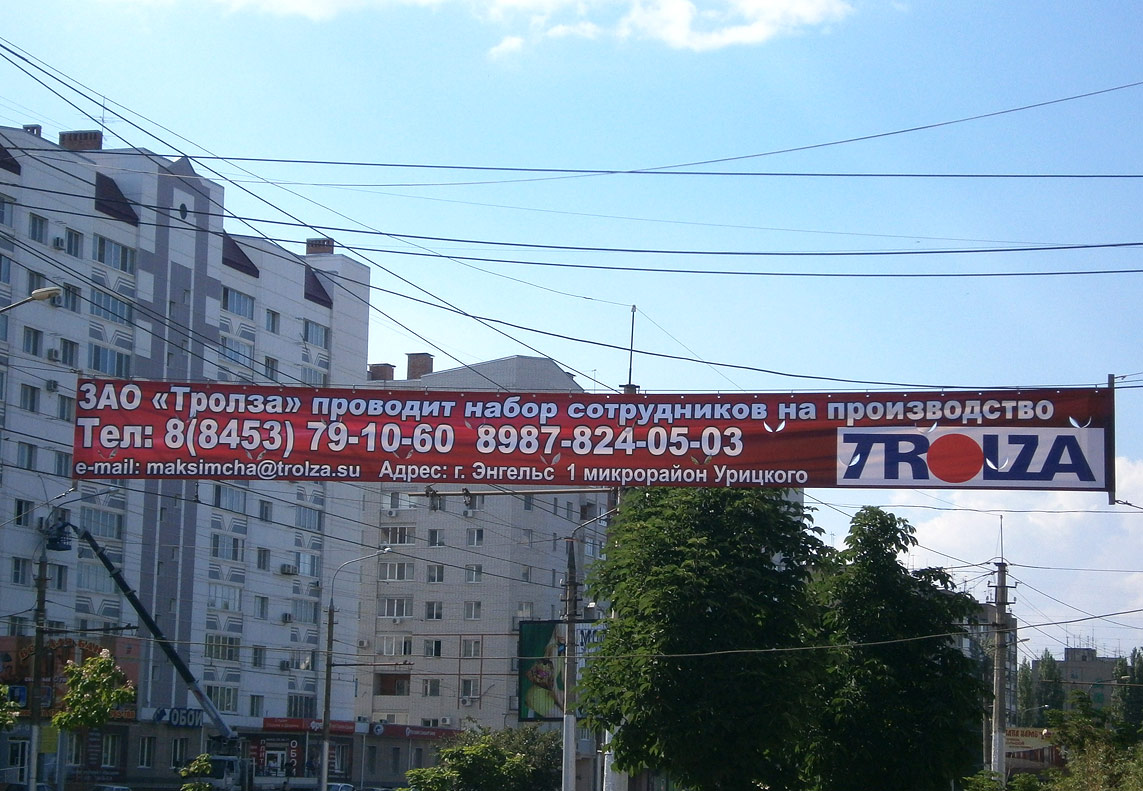 ЗАО «Тролза» проводит набор сотрудников на производство
Тел: 8(8453) 79-10-60 8987-824-05-03
e-mail: maksimcha@trolza.su Адрес: г. Энгельс 1 микрорайон Урицкого
TROLZA
ОБОИ